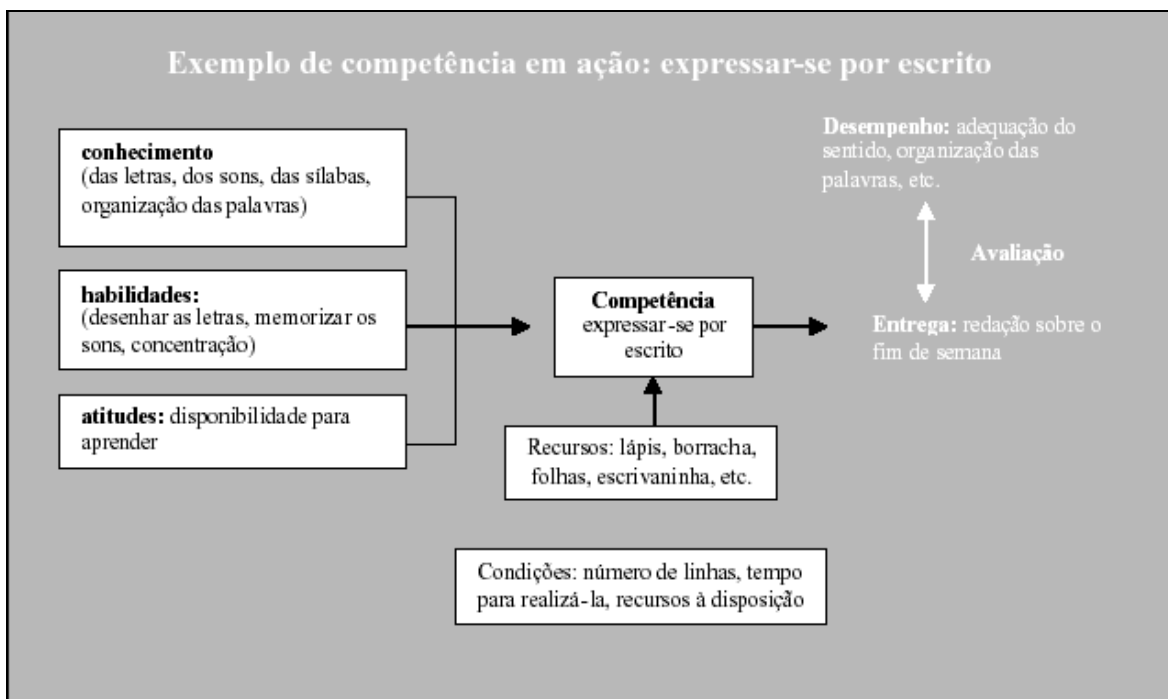 Exemplo de competência em ação: expressar-se por escrito
conhecimento
(das letras, dos sons, das sílabas,
organização das palavras)
habilidades:
(desenhar as letras, memorizar os
sons, concentração)
atitudes: disponibilidade para
aprender
Competência
expressar-se por
escrito
Recursos: lápis, borracha,
folhas, escrivaninha, etc.
Condições: número de linhas, tempo
para realizá-la, recursos à disposição
Desempenho: adequação do
sentido, organização das
palavras, etc.
Avaliação
Entrega: redação sobre o
fim de semana